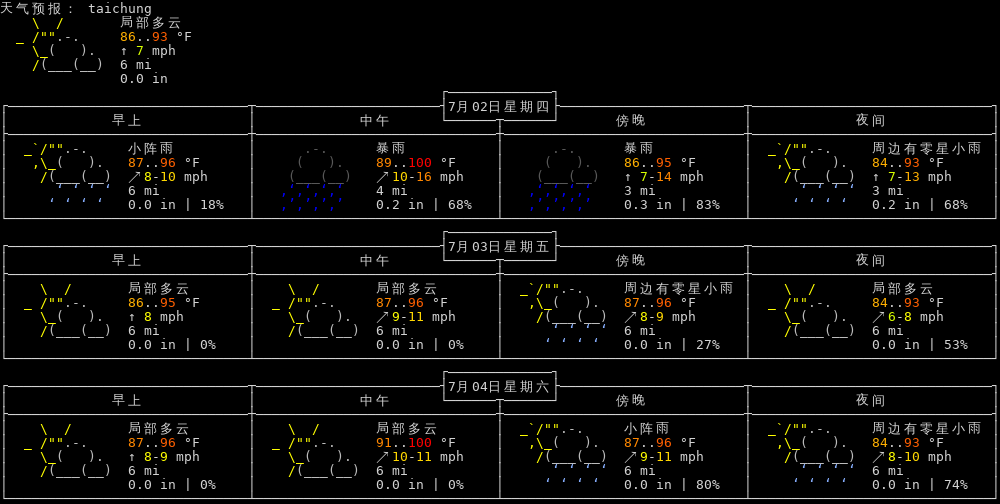 天气预报： taichung
局部多云
86..93 °F
↑ 7 mph
6 mi
0.0 in
7月02日星期四
早上 中午 傍晚 夜间
小阵雨 暴雨 暴雨 周边有零星小雨
87..96 °F 89..100 °F 86..95 °F 84..93 °F
↗ 8-10 mph ↗ 10-16 mph ↑ 7-14 mph ↑ 7-13 mph
6 mi 4 mi 3 mi 3 mi
0.0 in | 18% 0.2 in | 68% 0.3 in | 83% 0.2 in | 68%
7月03日星期五
早上 中午 傍晚 夜间
局部多云 局部多云 周边有零星小雨 局部多云
86..95 °F 87..96 °F 87..96 °F 84..93 °F
↑ 8 mph ↗ 9-11 mph ↗ 8-9 mph ↗ 6-8 mph
6 mi 6 mi 6 mi 6 mi
0.0 in | 0% 0.0 in | 0% 0.0 in | 27% 0.0 in | 53%
7月04日星期六
早上 中午 傍晚 夜间
局部多云 局部多云 小阵雨 周边有零星小雨
87..96 °F 91..100 °F 87..96 °F 84..93 °F
↑ 8-9 mph ↗ 10-11 mph ↗ 9-11 mph ↗ 8-10 mph
6 mi 6 mi 6 mi 6 mi
0.0 in | 0% 0.0 in | 0% 0.0 in | 80% 0.0 in | 74%